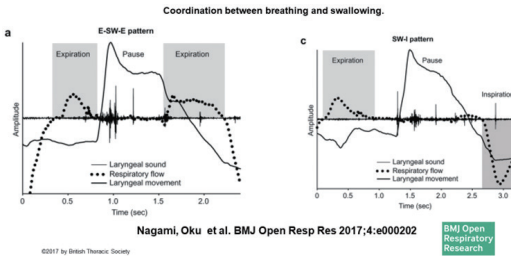 Coordination between breathing and swallowing.
a
E-SW-E pattern
Expiration
Pause
Expiration
Amplitude
Laryngeal sound
Respiratory flow
Laryngeal movement
0 0.5 1.0 1.5 2.0
Time (sec)
c
SW-I pattern
Expiration
Pause
Inspiratio
Amplitude
Laryngeal sound
Respiratory flow
Laryngeal movement
0 0.5 1.0 1.5 2.0 2.5 3.0
Time (sec)
Nagami, Oku et al. BMJ Open Resp Res 2017;4:e000202
BMJ Open
Respiratory
Research
©2017 by British Thoracic Society